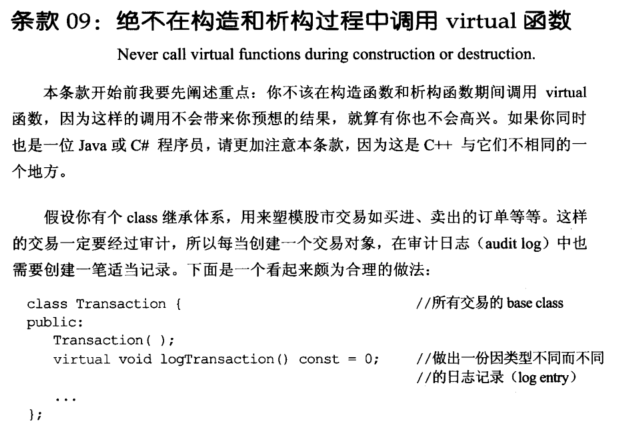 条款 09：绝不在构造和析构过程中调用 virtual 函数
Never call virtual functions during construction or destruction.
本条款开始前我要先阐述重点：你不该在构造函数和析构函数期间调用 virtual
函数，因为这样的调用不会带来你预想的结果，就算有你也不会高兴。如果你同时
也是一位 Java 或 C# 程序员，请更加注意本条款，因为这是 C++ 与它们不相同的一
个地方。
假设你有个 class 继承体系，用来塑模股市交易如买进、卖出的订单等等。这样
的交易一定要经过审计，所以每当创建一个交易对象，在审计日志（audit log）中也
需要创建一笔适当记录。下面是一个看起来颇为合理的做法：
class Transaction { //所有交易的 base class
public:
Transaction( );
virtual void logTransaction() const = 0; //做出一份因类型不同而不同
//的日志记录（log entry）
...
};